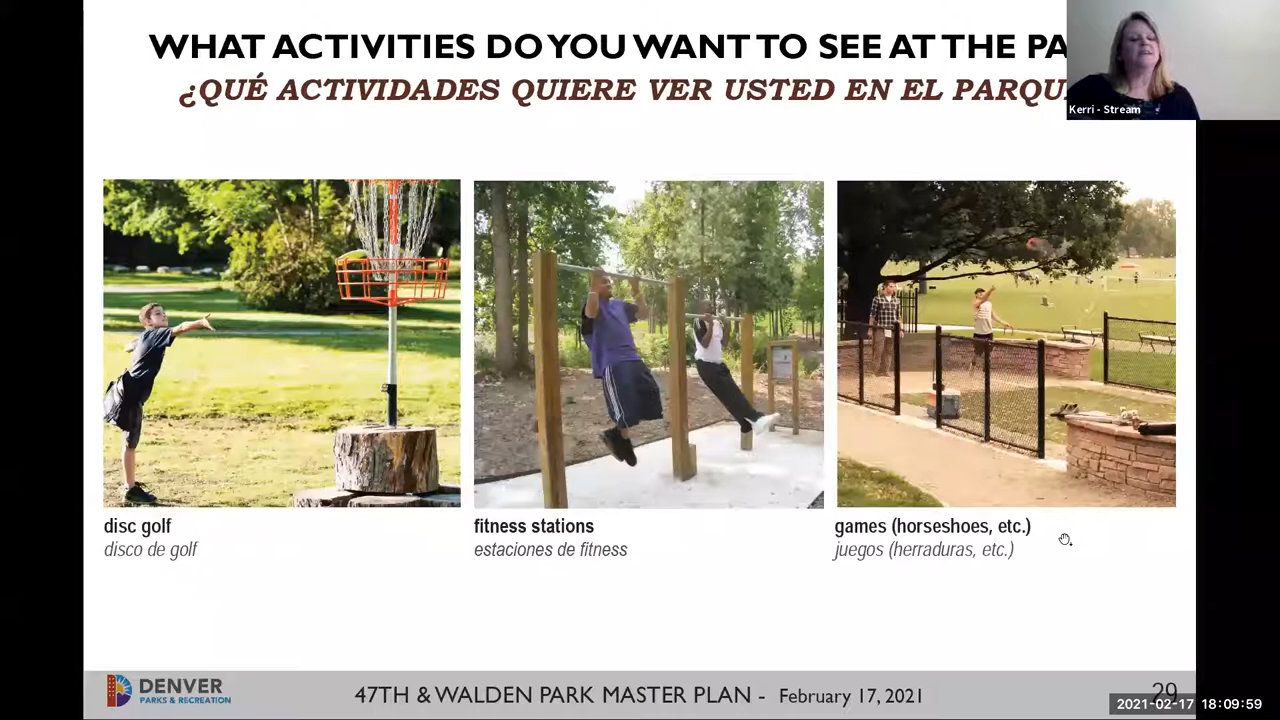 WHAT ACTIVITIES DO YOU WANT TO SEE AT THE PA
¿QUÉ ACTIVIDADES QUIERE VER USTED EN EL PARQU
Kerri - Stream
disc golf
disco de golf
fitness stations
estaciones de fitness
games (horseshoes, etc.)
juegos (herraduras, etc.)
DENVER
PARKS & RECREATION
47TH & WALDEN PARK MASTER PLAN - February 17, 2021
29
2021-02-17 18:09:59